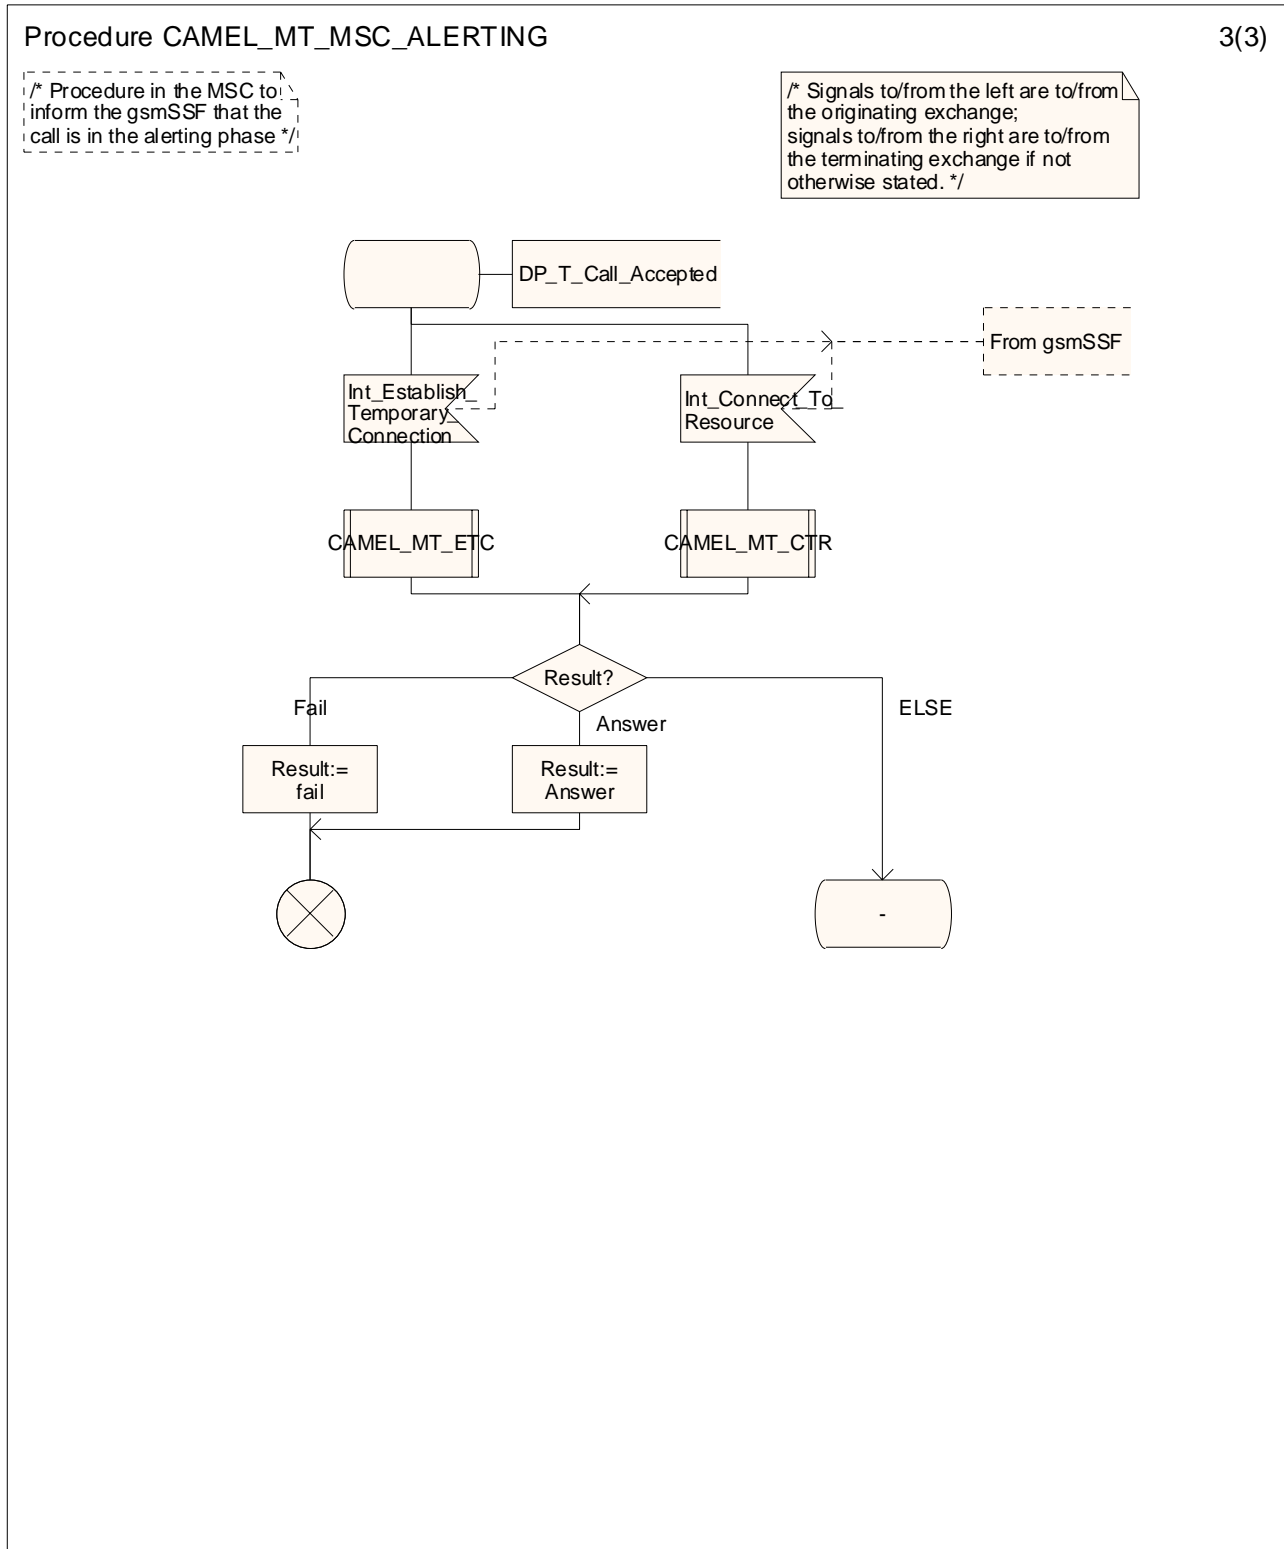 Procedure CAMEL_MT_MSC_ALERTING
3(3)
/* Procedure in the MSC to
inform the gsmSSF that the
call is in the alerting phase */
/* Signals to/from the left are to/from
the originating exchange;
signals to/from the right are to/from
the terminating exchange if not
otherwise stated. */
DP_T_Call_Accepted
From gsmSSF
Int_Establish_
Temporary_
Connection
Int_Connect_To_
Resource
CAMEL_MT_ETC
CAMEL_MT_CTR
Result?
Fail
Answer
ELSE
Result:=
fail
Result:=
Answer
-